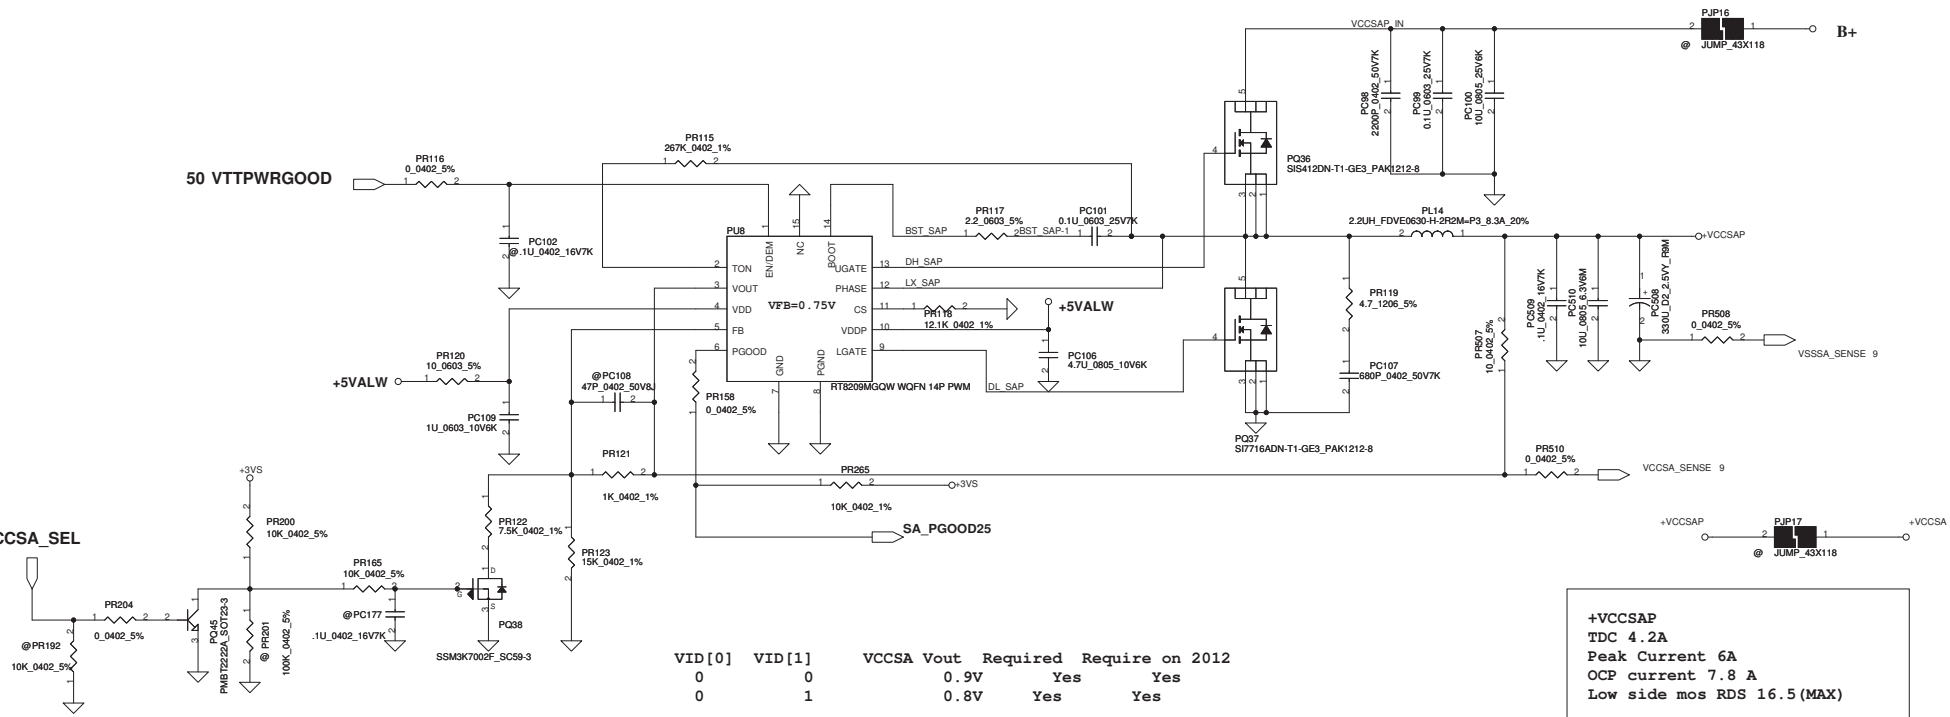 PJP16
2 1
@ JUMP_43X118
B+
VCCSAP_IN
PC98
2200P_0402_50V7K
PC99
0.1U_0603_25V7K
PC100
10U_0805_25V6K
PR115
267K_0402_1%
PR116
0_0402_5%
50 VTTPWRGOOD
PQ36
SIS412DN-T1-GE3_PAK1212-8
PC102
@.1U_0402_16V7K
PU8
EN/DEM
NC
BOOT
TON
VOUT
VDD
FB
PGOOD
VFB=0.75V
UGATE
PHASE
CS
VDDP
LGATE
GND
PGND
RT8209MGQW WQFN 14P PWM
BST_SAP
PR117
2.2_0603_5%
BST_SAP-1
PC101
0.1U_0603_25V7K
DH_SAP
LX_SAP
PR118
12.1K_0402_1%
+5VALW
PC106
4.7U_0805_10V6K
DL_SAP
PL14
2.2UH_FDVE0630-H-2R2M=P3_8.3A_20%
+VCCSAP
PR119
4.7_1206_5%
PC107
680P_0402_50V7K
PQ37
SI7716ADN-T1-GE3_PAK1212-8
PR507
10_0402_5%
PC509
.1U_0402_16V7K
PC510
10U_0805_6.3V6M
PC508
330U_D2_2.5VY_R9M
PR508
0_0402_5%
VSSSA_SENSE 9
PR120
10_0603_5%
+5VALW
PC109
1U_0603_10V6K
@PC108
47P_0402_50V8J
PR158
0_0402_5%
PR121
1K_0402_1%
PR265
10K_0402_1%
+3VS
PR510
0_0402_5%
VCCSA_SENSE 9
SA_PGOOD25
+3VS
PR200
10K_0402_5%
PR122
7.5K_0402_1%
PR123
15K_0402_1%
CCSA_SEL
PR165
10K_0402_5%
PR204
0_0402_5%
@PR192
10K_0402_5%
PQ45
PMBT2222A_SOT23-3
@ PR201
100K_0402_5%
@PC177
.1U_0402_16V7K
D
G
S
PQ38
SSM3K7002F_SC59-3
+VCCSAP
PJP17
2 1
+VCCSA
@ JUMP_43X118
VID[0] VID[1] VCCSA Vout Required Require on 2012
0 0 0.9V Yes Yes
0 1 0.8V Yes Yes
+VCCSAP
TDC 4.2A
Peak Current 6A
OCP current 7.8 A
Low side mos RDS 16.5(MAX)